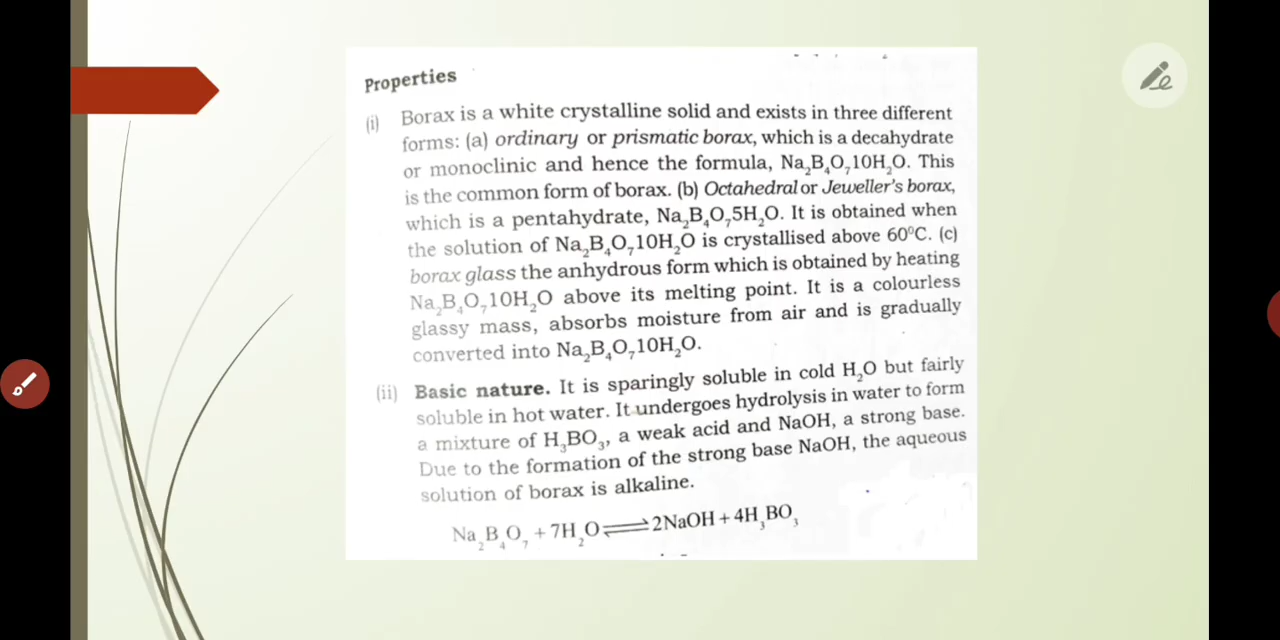 Properties
(i) Borax is a white crystalline solid and exists in three different
forms: (a) ordinary or prismatic borax, which is a decahydrate
or monoclinic and hence the formula, Na₂B₄O₇10H₂O. This
is the common form of borax. (b) Octahedral or Jeweller's borax,
which is a pentahydrate, Na₂B₄O₇5H₂O. It is obtained when
the solution of Na₂B₄O₇10H₂O is crystallised above 60⁰C. (c)
borax glass the anhydrous form which is obtained by heating
Na₂B₄O₇10H₂O above its melting point. It is a colourless
glassy mass, absorbs moisture from air and is gradually
converted into Na₂B₄O₇10H₂O.
(ii) Basic nature. It is sparingly soluble in cold H₂O but fairly
soluble in hot water. It undergoes hydrolysis in water to form
a mixture of H₃BO₃, a weak acid and NaOH, a strong base.
Due to the formation of the strong base NaOH, the aqueous
solution of borax is alkaline.
Na₂B₄O₇ + 7H₂O ⇌ 2NaOH + 4H₃BO₃